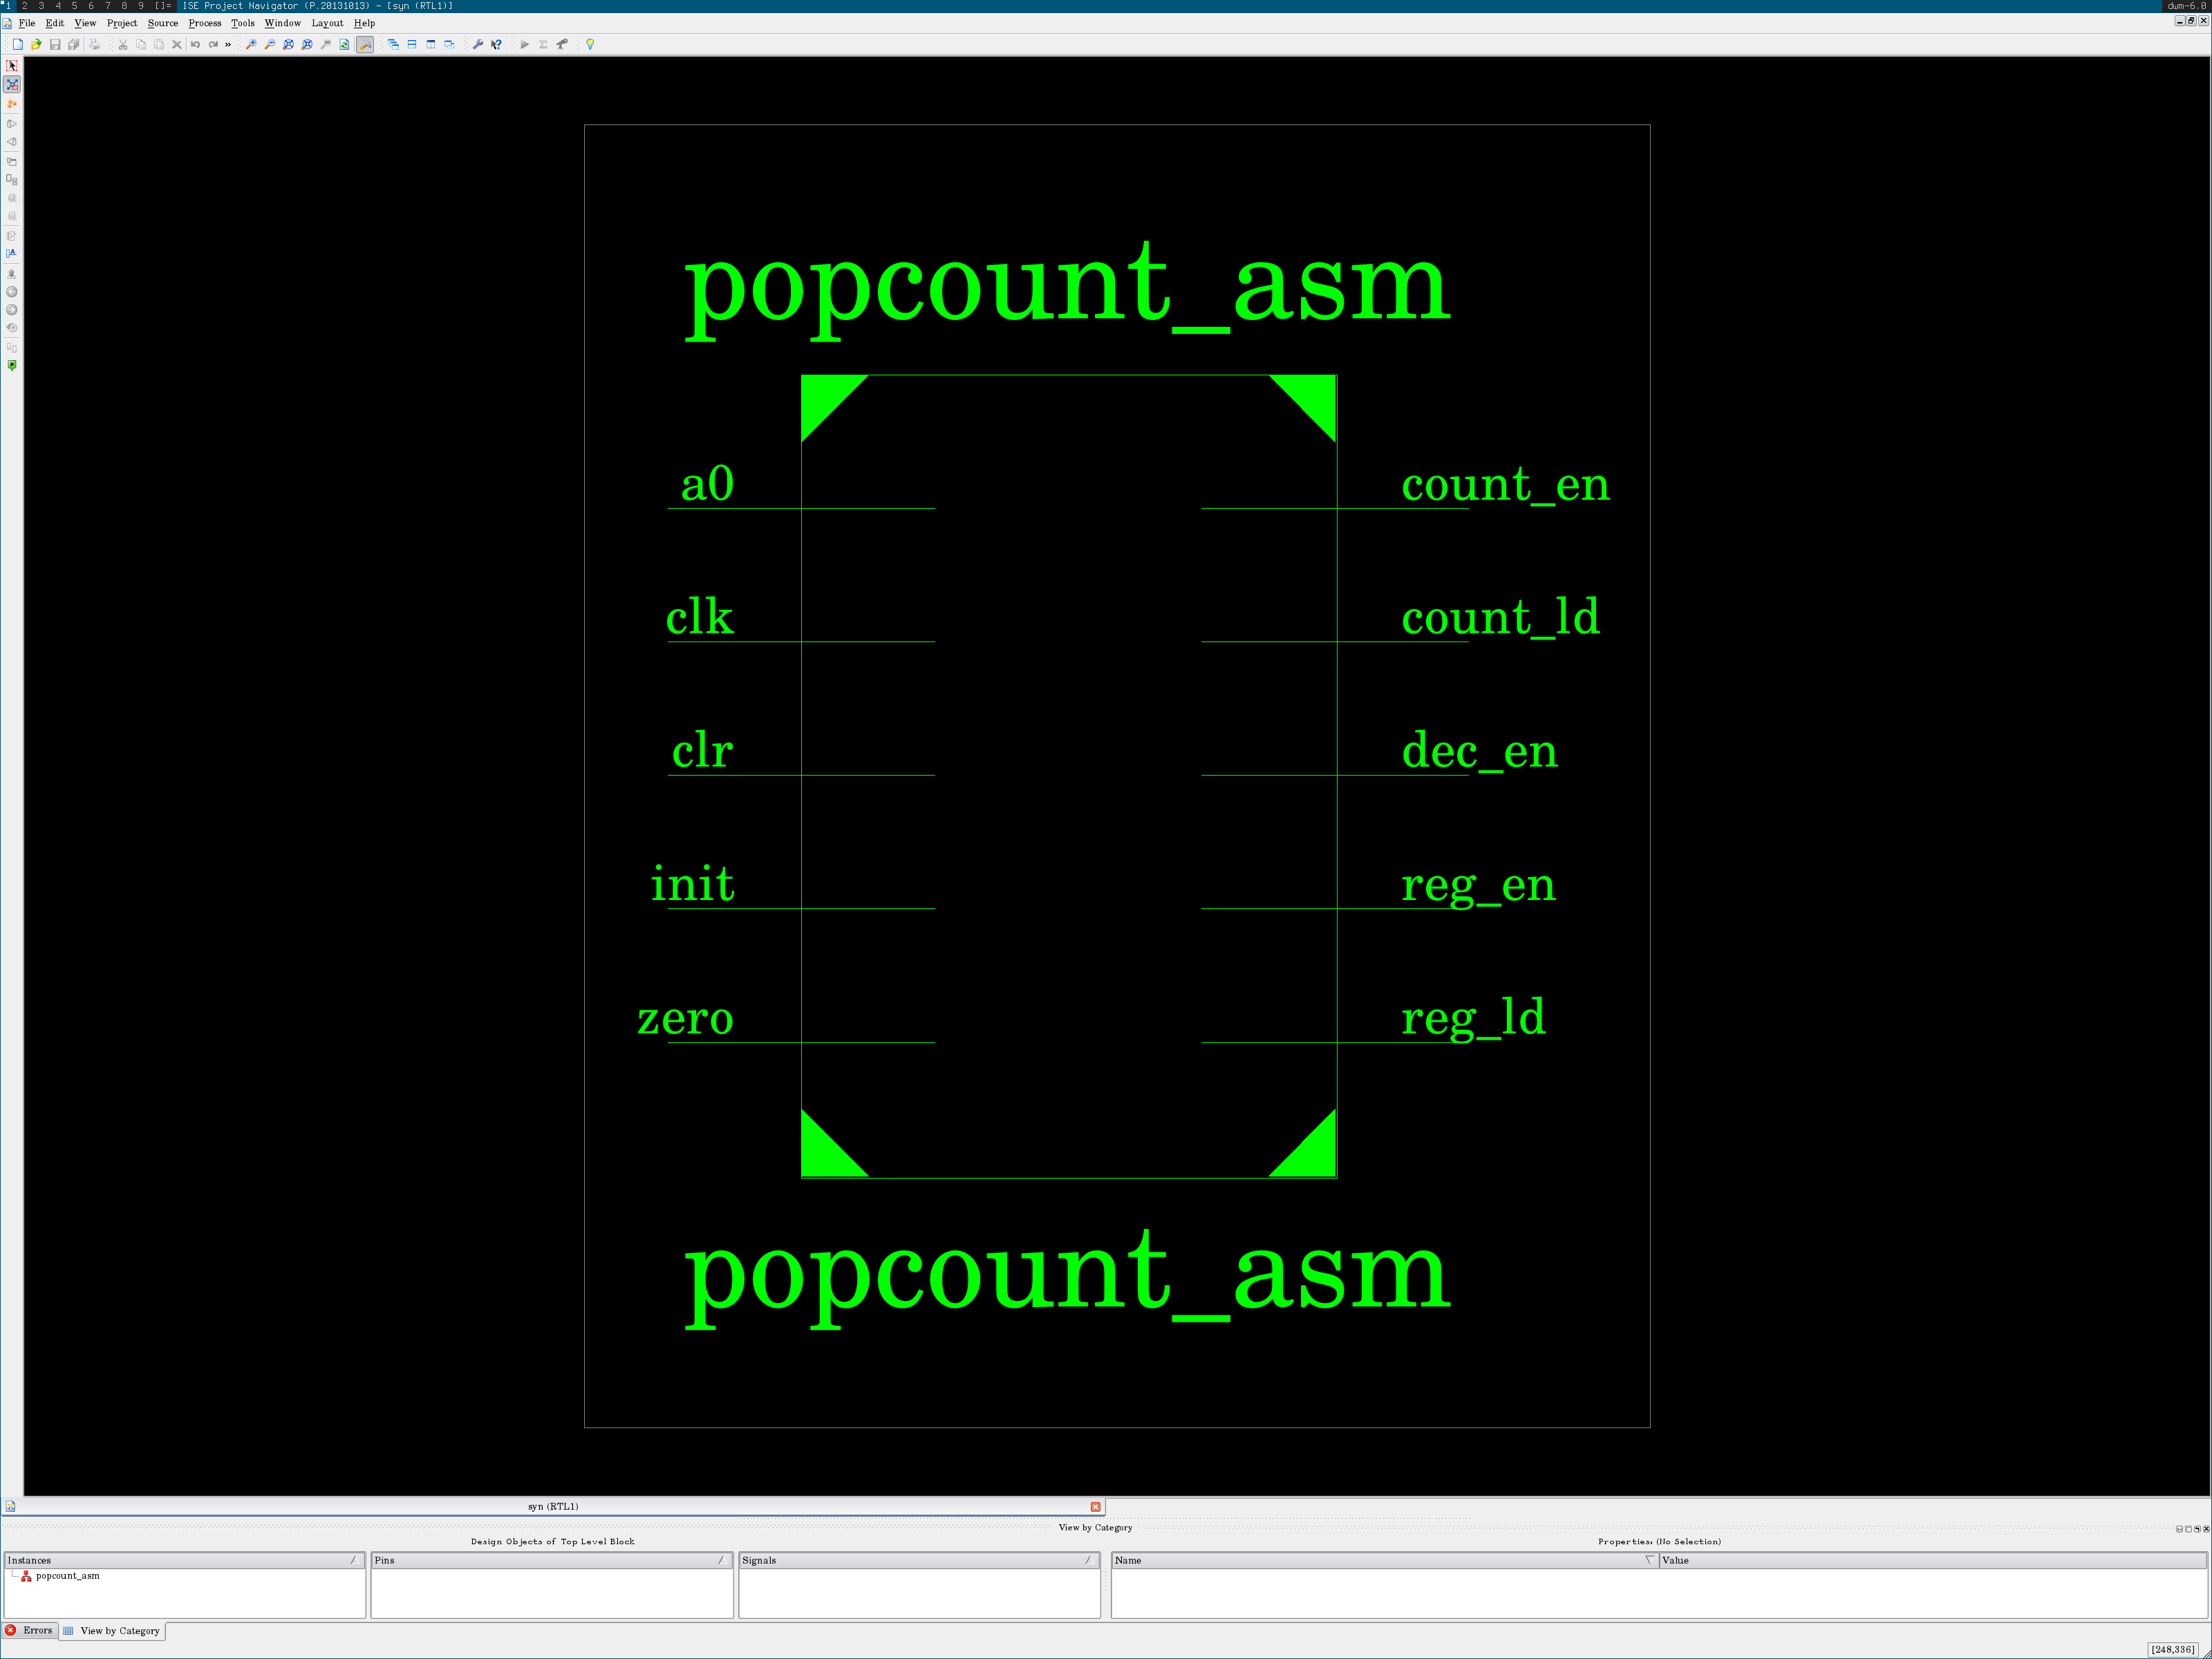 1 2 3 4 5 6 7 8 9 []= ISE Project Navigator (P.20131013) - [syn (RTL1)] dwm-6.0
File Edit View Project Source Process Tools Window Layout Help
popcount_asm
a0 count_en
clk count_ld
clr dec_en
init reg_en
zero reg_ld
popcount_asm
syn (RTL1)
View by Category
Design Objects of Top Level Block Properties: (No Selection)
Instances Pins Signals Name Value
popcount_asm
Errors View by Category
[248,336]